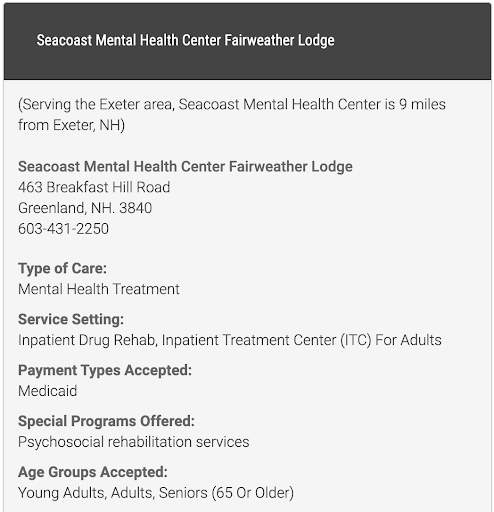 Seacoast Mental Health Center Fairweather Lodge
(Serving the Exeter area, Seacoast Mental Health Center is 9 miles
from Exeter, NH)
Seacoast Mental Health Center Fairweather Lodge
463 Breakfast Hill Road
Greenland, NH. 3840
603-431-2250
Type of Care:
Mental Health Treatment
Service Setting:
Inpatient Drug Rehab, Inpatient Treatment Center (ITC) For Adults
Payment Types Accepted:
Medicaid
Special Programs Offered:
Psychosocial rehabilitation services
Age Groups Accepted:
Young Adults, Adults, Seniors (65 Or Older)